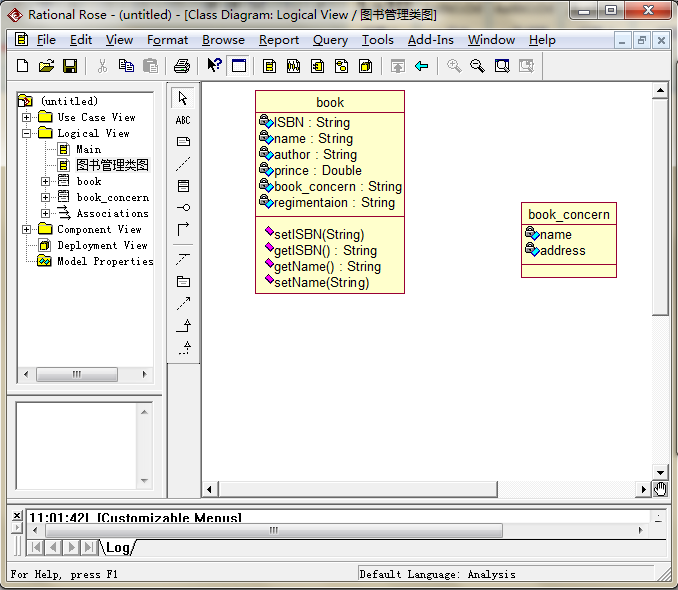 Rational Rose - (untitled) - [Class Diagram: Logical View / 图书管理类图]
File Edit View Format Browse Report Query Tools Add-Ins Window Help
(untitled)
Use Case View
Logical View
Main
图书管理类图
book
book_concern
Associations
Component View
Deployment View
Model Properties
ABC
book
ISBN : String
name : String
author : String
prince : Double
book_concern : String
regimentaion : String
setISBN(String)
getISBN() : String
getName() : String
setName(String)
book_concern
name
address
11:01:42| [Customizable Menus]
Log
For Help, press F1
Default Language: Analysis